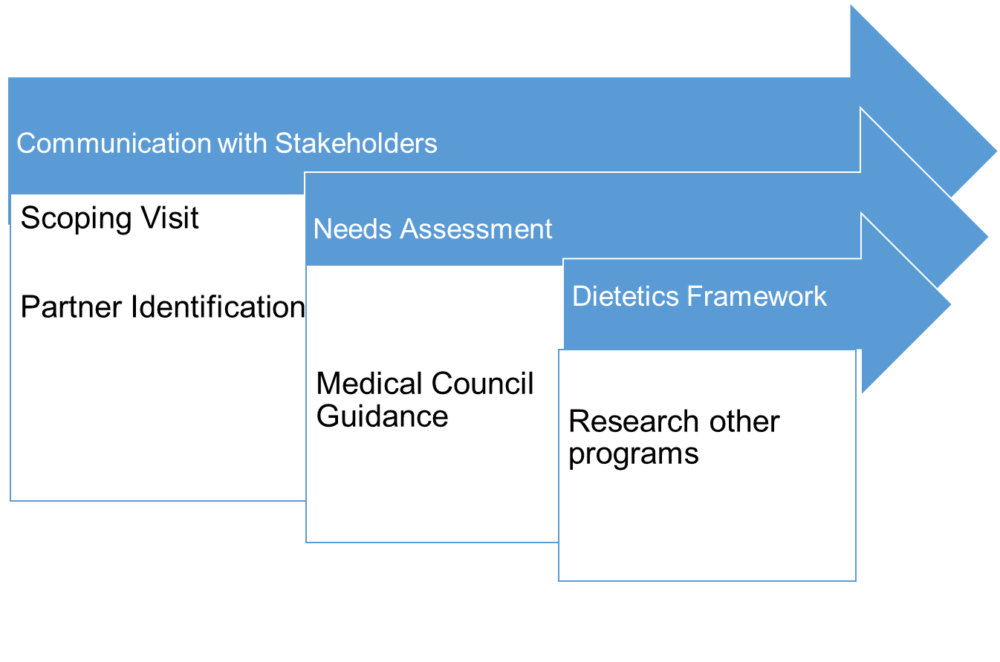 Communication with Stakeholders
Scoping Visit
Partner Identification
Needs Assessment
Medical Council
Guidance
Dietetics Framework
Research other
programs